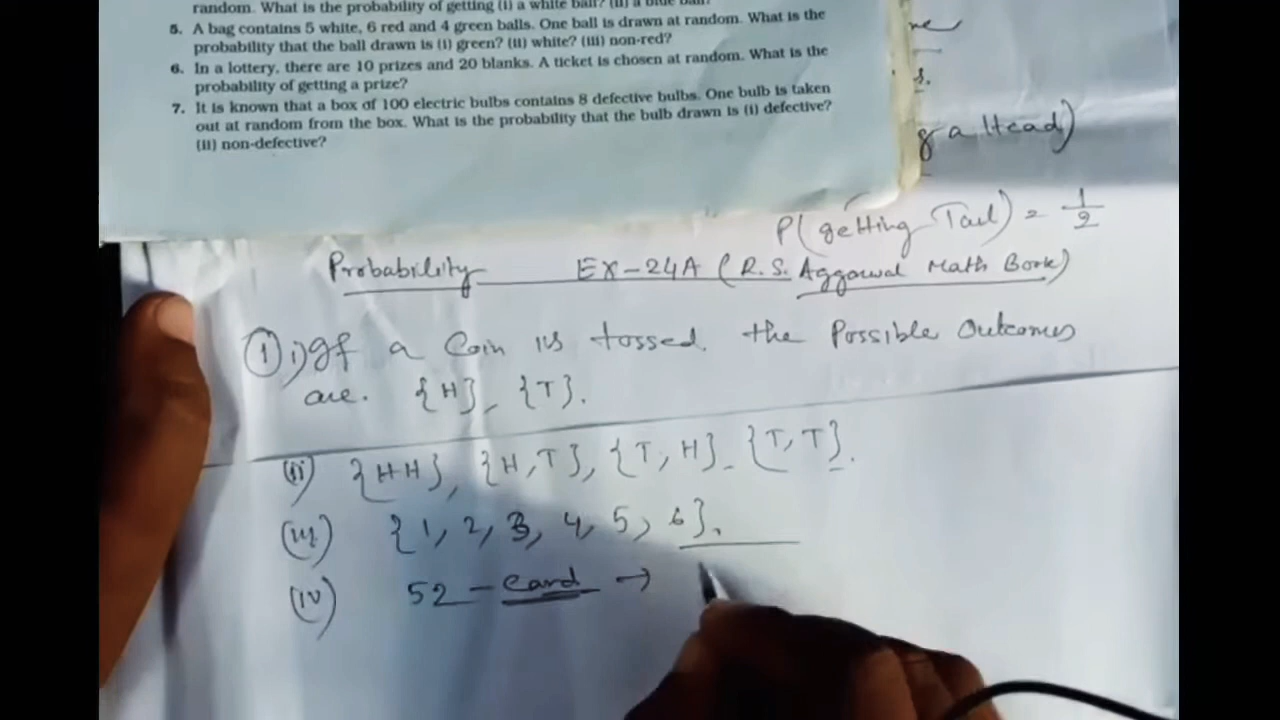 random. What is the probability of getting (i) a white ball? (ii) a blue ball?
5. A bag contains 5 white, 6 red and 4 green balls. One ball is drawn at random. What is the
probability that the ball drawn is (i) green? (ii) white? (iii) non-red?
6. In a lottery, there are 10 prizes and 20 blanks. A ticket is chosen at random. What is the
probability of getting a prize?
7. It is known that a box of 100 electric bulbs contains 8 defective bulbs. One bulb is taken
out at random from the box. What is the probability that the bulb drawn is (i) defective?
(ii) non-defective?
g a Head)
P(getting Tail) = 1/2
Probability EX-24A (R.S. Aggarwal Math Book)
(1) i) If a Coin is tossed. the Possible Outcomes
are. {H}, {T}.
(ii) {HH}, {H,T}, {T,H}, {T,T}.
(iii) {1, 2, 3, 4, 5, 6}.
(iv) 52 - Card →